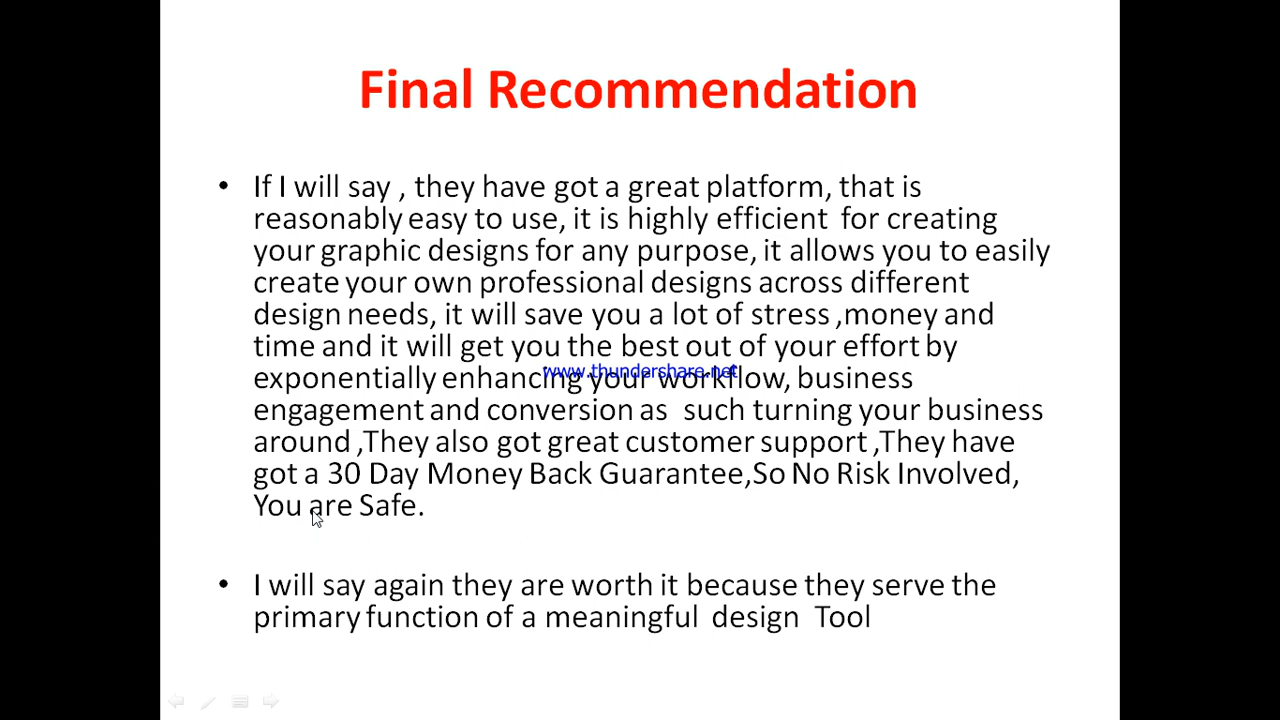 Final Recommendation
• If I will say , they have got a great platform, that is
reasonably easy to use, it is highly efficient for creating
your graphic designs for any purpose, it allows you to easily
create your own professional designs across different
design needs, it will save you a lot of stress ,money and
time and it will get you the best out of your effort by
www.thundershare.net
exponentially enhancing your workflow, business
engagement and conversion as such turning your business
around ,They also got great customer support ,They have
got a 30 Day Money Back Guarantee,So No Risk Involved,
You are Safe.
• I will say again they are worth it because they serve the
primary function of a meaningful design Tool